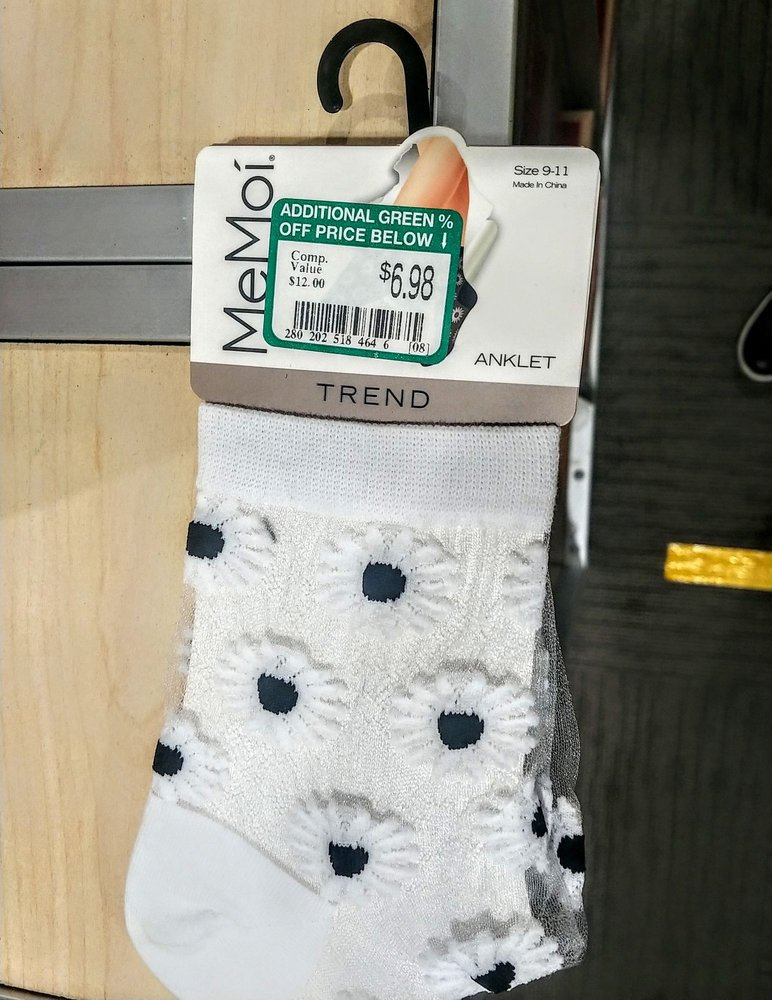 MeMoí®
Size 9-11
Made In China
ADDITIONAL GREEN %
OFF PRICE BELOW ↓
Comp.
Value
$12.00
$6.98
280 202 518 464 6 [08]
ANKLET
TREND